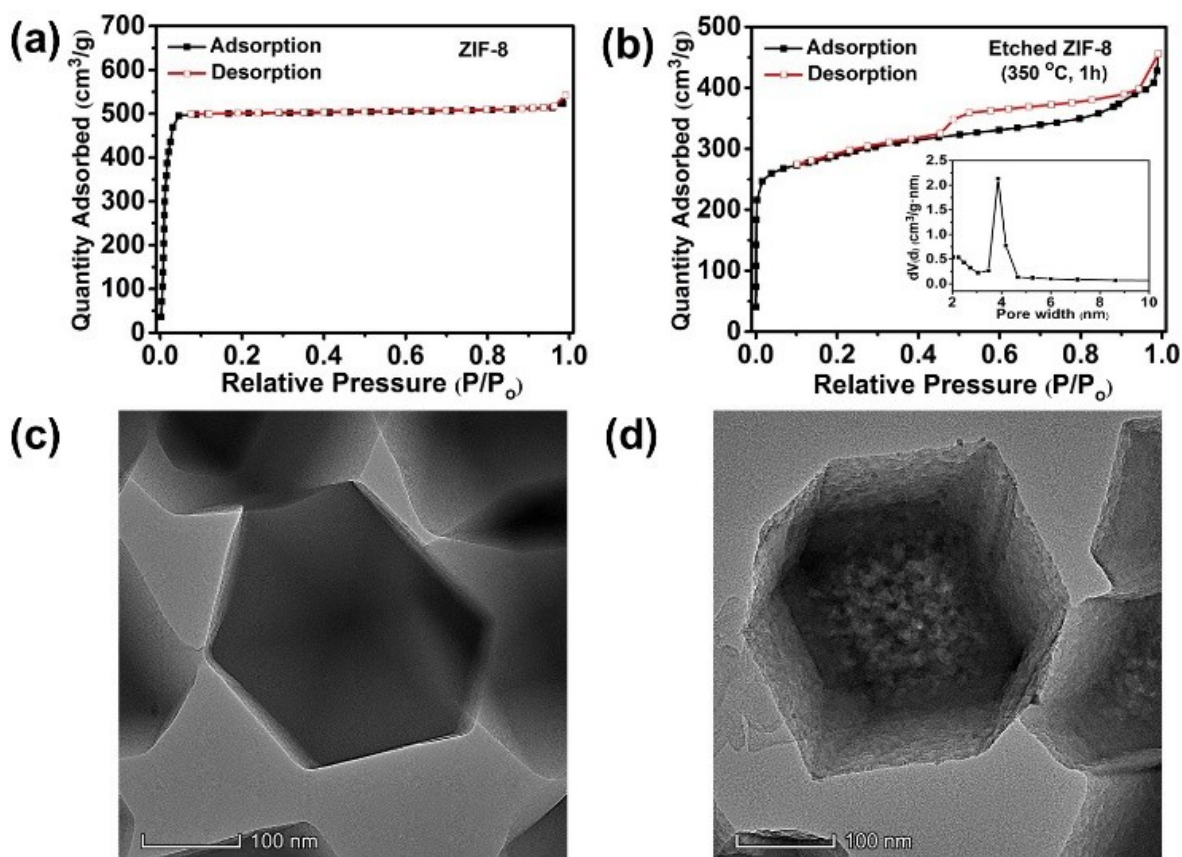 (a)
700
600
500
400
300
200
100
0
Quantity Adsorbed (cm³/g)
Adsorption
Desorption
ZIF-8
0.0 0.2 0.4 0.6 0.8 1.0
Relative Pressure (P/Pₒ)
(b)
500
400
300
200
100
0
Quantity Adsorbed (cm³/g)
Adsorption
Desorption
Etched ZIF-8
(350 °C, 1h)
2.5
2.0
1.5
1.0
0.5
0.0
dV(d) (cm³/g-nm)
2 4 6 8 10
Pore width (nm)
0.0 0.2 0.4 0.6 0.8 1.0
Relative Pressure (P/Pₒ)
(c)
100 nm
(d)
100 nm